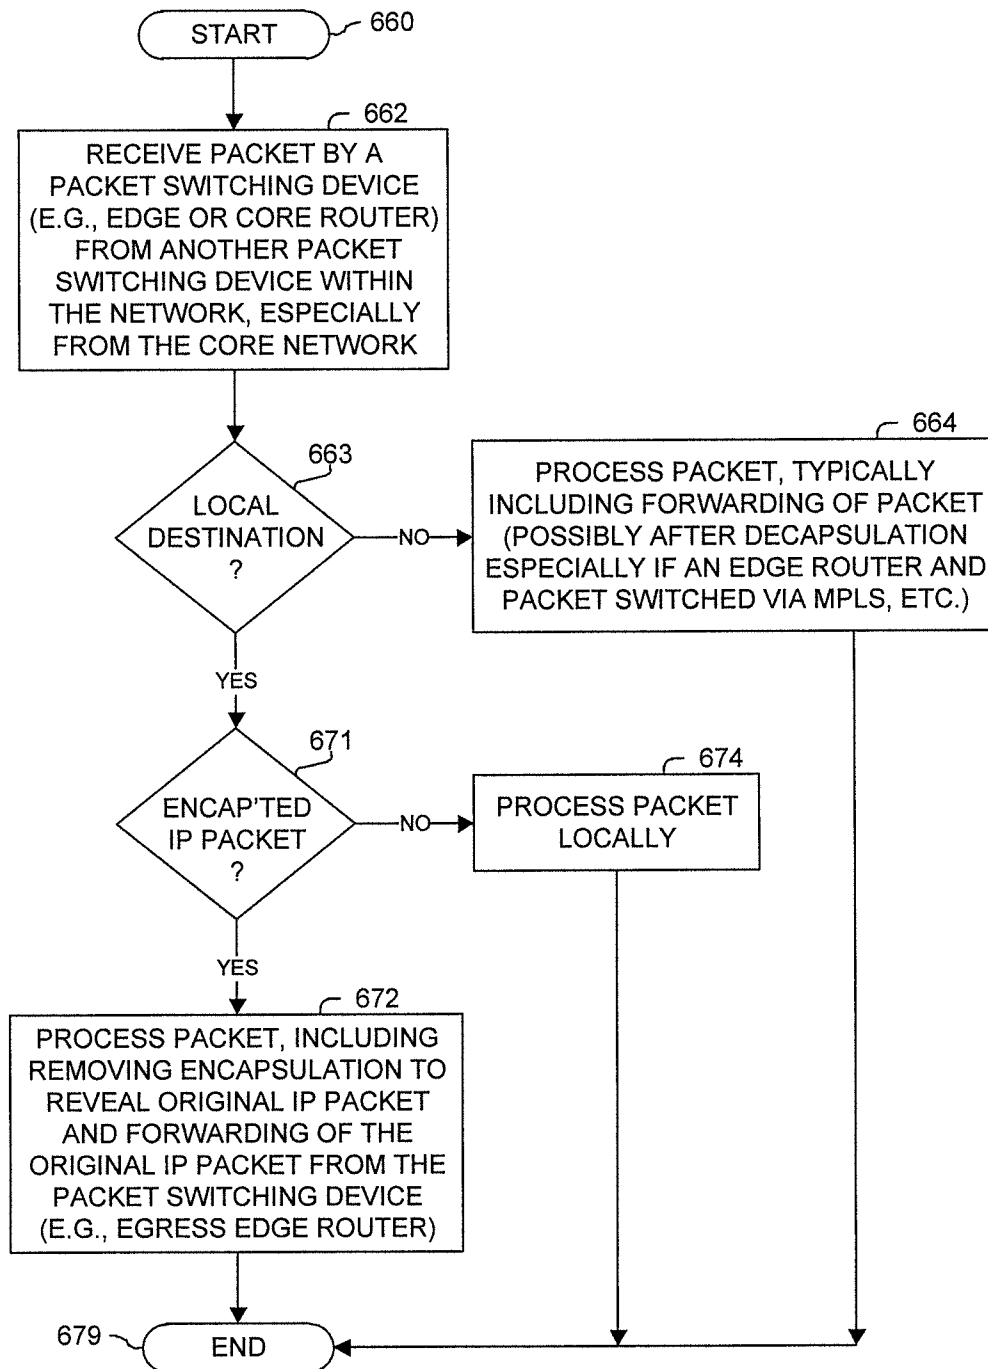 START
660
662
RECEIVE PACKET BY A
PACKET SWITCHING DEVICE
(E.G., EDGE OR CORE ROUTER)
FROM ANOTHER PACKET
SWITCHING DEVICE WITHIN
THE NETWORK, ESPECIALLY
FROM THE CORE NETWORK
663
LOCAL
DESTINATION
?
NO
664
PROCESS PACKET, TYPICALLY
INCLUDING FORWARDING OF PACKET
(POSSIBLY AFTER DECAPSULATION
ESPECIALLY IF AN EDGE ROUTER AND
PACKET SWITCHED VIA MPLS, ETC.)
YES
671
ENCAP'TED
IP PACKET
?
NO
674
PROCESS PACKET
LOCALLY
YES
672
PROCESS PACKET, INCLUDING
REMOVING ENCAPSULATION TO
REVEAL ORIGINAL IP PACKET
AND FORWARDING OF THE
ORIGINAL IP PACKET FROM THE
PACKET SWITCHING DEVICE
(E.G., EGRESS EDGE ROUTER)
679
END